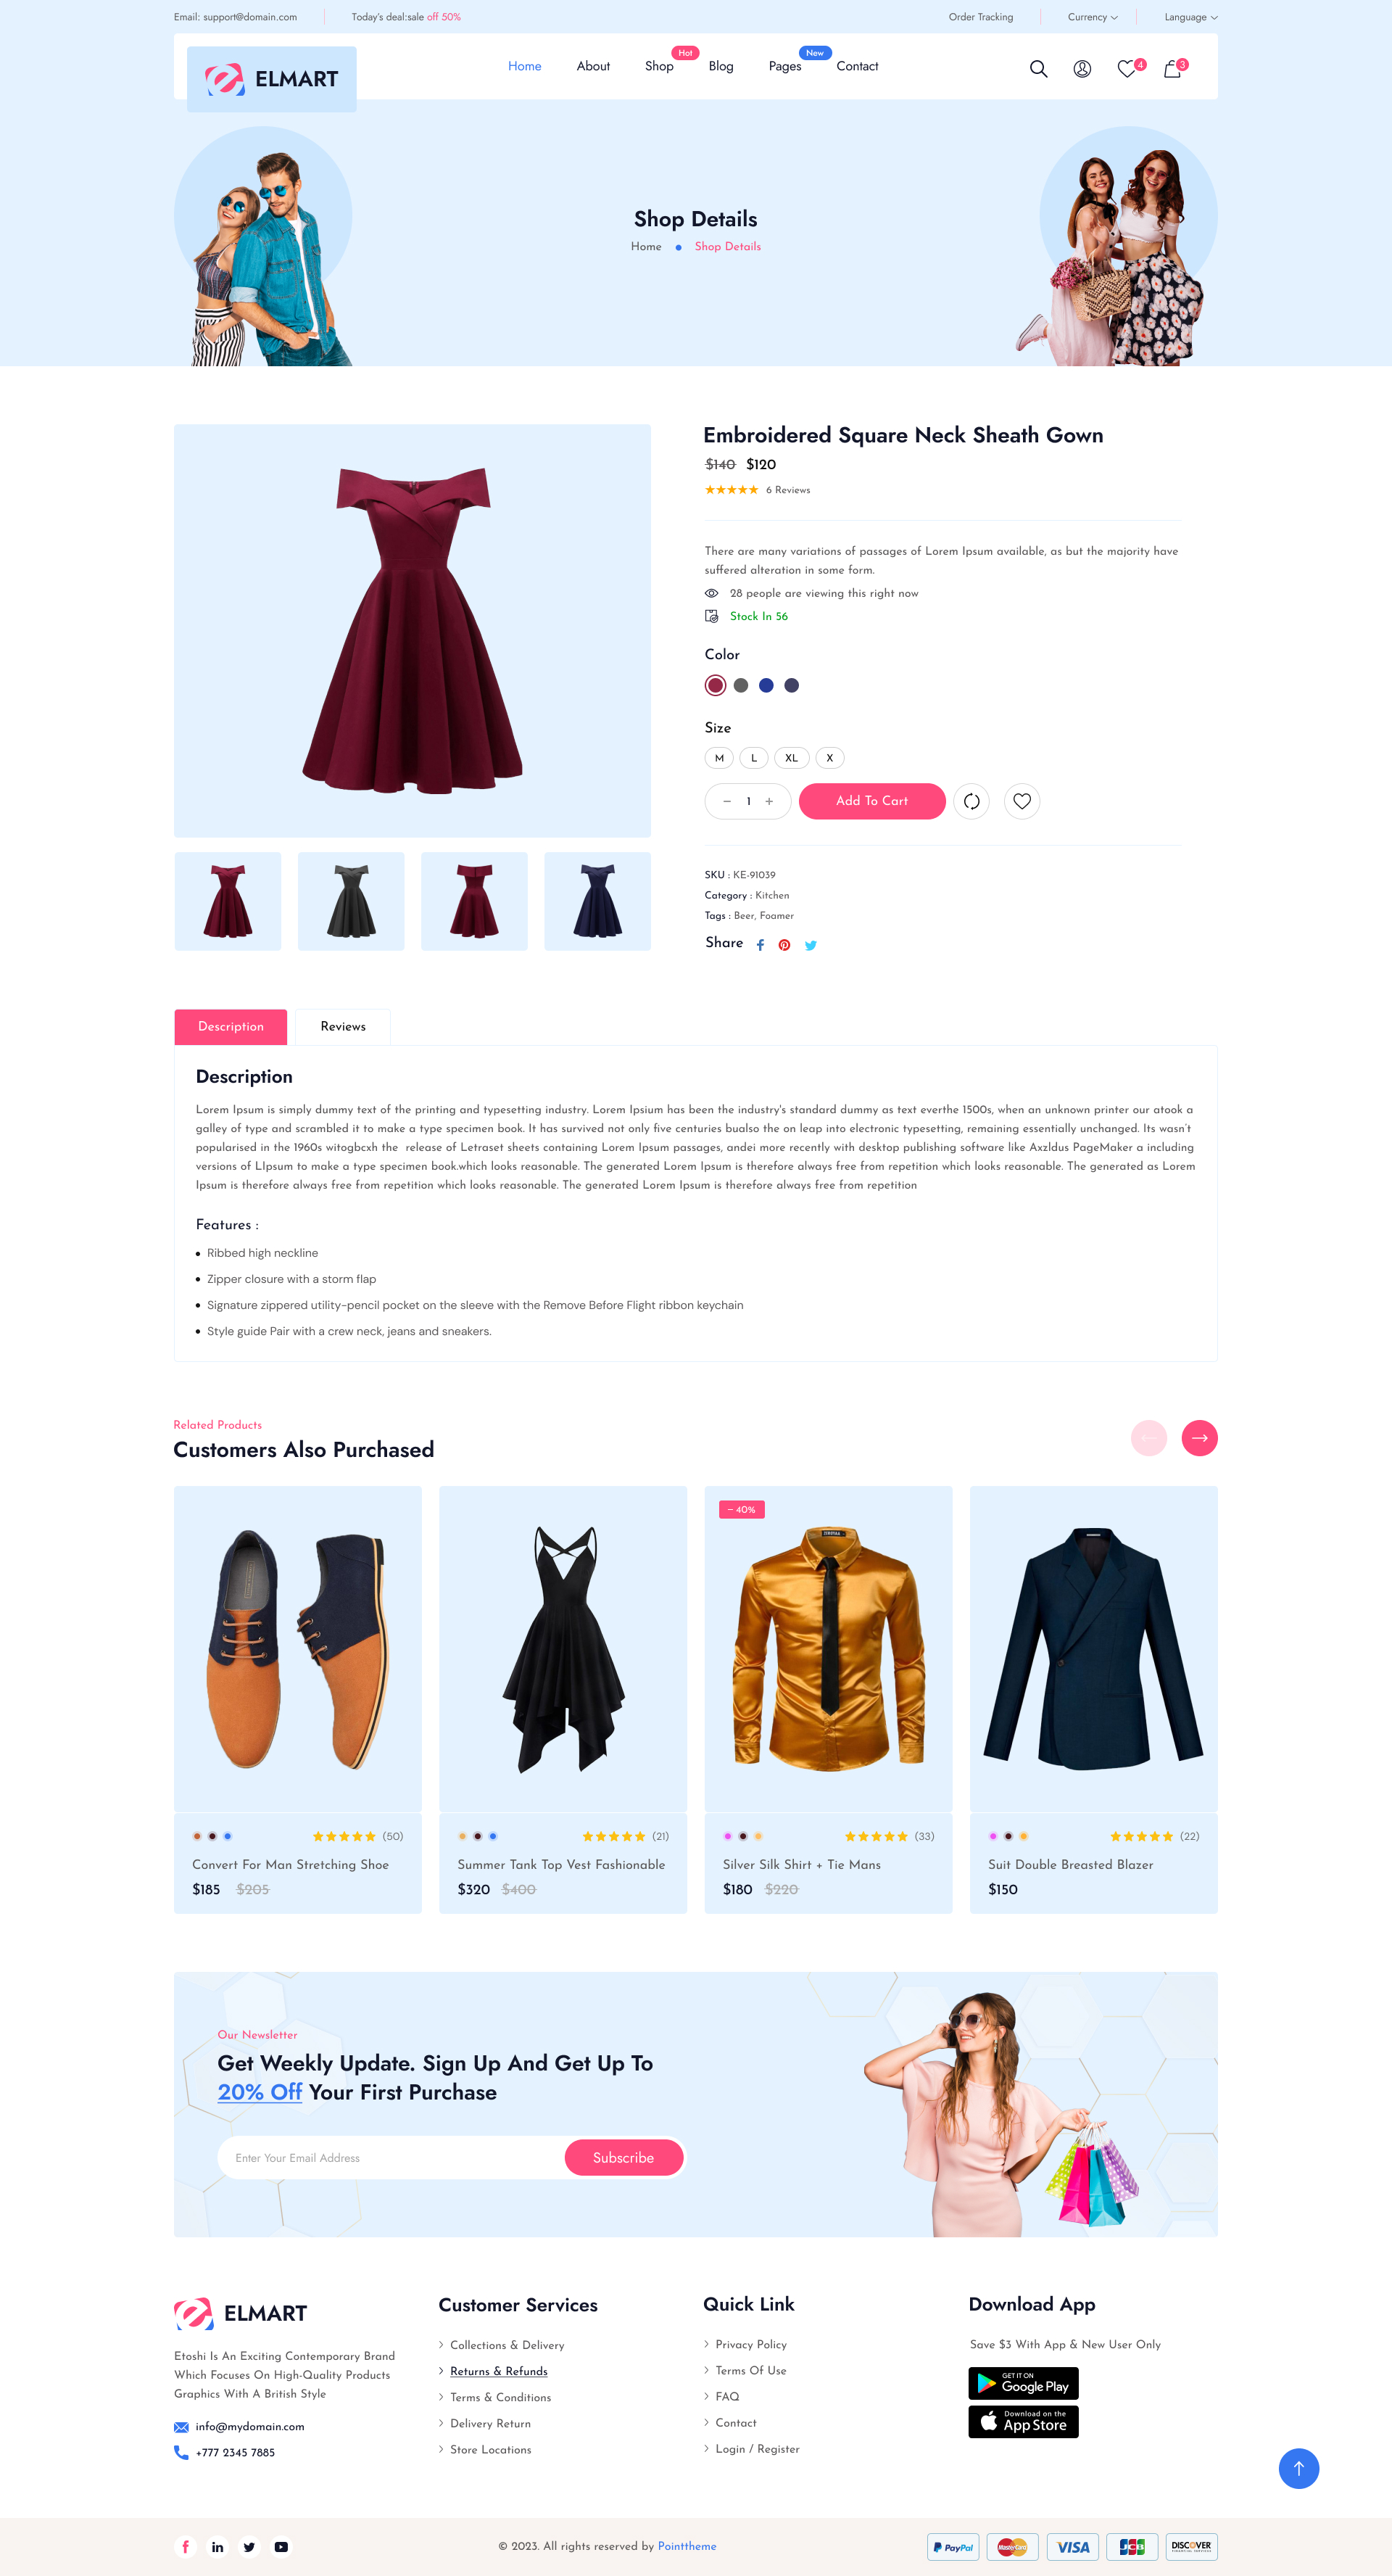 Email: support@domain.com
Today's deal:sale off 50%
Order Tracking
Currency
Language
ELMART
Home
About
Shop
Hot
Blog
Pages
New
Contact
4
3
Shop Details
Home
Shop Details
Embroidered Square Neck Sheath Gown
$140 $120
6 Reviews
There are many variations of passages of Lorem Ipsum available, as but the majority have
suffered alteration in some form.
28 people are viewing this right now
Stock In 56
Color
Size
M L XL X
1
Add To Cart
SKU : KE-91039
Category : Kitchen
Tags : Beer, Foamer
Share
Description
Reviews
Description
Lorem Ipsum is simply dummy text of the printing and typesetting industry. Lorem Ipsium has been the industry's standard dummy as text everthe 1500s, when an unknown printer our atook a
galley of type and scrambled it to make a type specimen book. It has survived not only five centuries bualso the on leap into electronic typesetting, remaining essentially unchanged. Its wasn't
popularised in the 1960s witogbcxh the release of Letraset sheets containing Lorem Ipsum passages, andei more recently with desktop publishing software like Axzldus PageMaker a including
versions of LIpsum to make a type specimen book.which looks reasonable. The generated Lorem Ipsum is therefore always free from repetition which looks reasonable. The generated as Lorem
Ipsum is therefore always free from repetition which looks reasonable. The generated Lorem Ipsum is therefore always free from repetition
Features :
Ribbed high neckline
Zipper closure with a storm flap
Signature zippered utility-pencil pocket on the sleeve with the Remove Before Flight ribbon keychain
Style guide Pair with a crew neck, jeans and sneakers.
Related Products
Customers Also Purchased
- 40%
(50)
Convert For Man Stretching Shoe
$185 $205
(21)
Summer Tank Top Vest Fashionable
$320 $400
(33)
Silver Silk Shirt + Tie Mans
$180 $220
(22)
Suit Double Breasted Blazer
$150
Our Newsletter
Get Weekly Update. Sign Up And Get Up To
20% Off Your First Purchase
Enter Your Email Address
Subscribe
ELMART
Etoshi Is An Exciting Contemporary Brand
Which Focuses On High-Quality Products
Graphics With A British Style
info@mydomain.com
+777 2345 7885
Customer Services
Collections & Delivery
Returns & Refunds
Terms & Conditions
Delivery Return
Store Locations
Quick Link
Privacy Policy
Terms Of Use
FAQ
Contact
Login / Register
Download App
Save $3 With App & New User Only
GET IT ON
Google Play
Download on the
App Store
© 2023. All rights reserved by Pointtheme
PayPal
MasterCard
VISA
JCB
DISCOVER